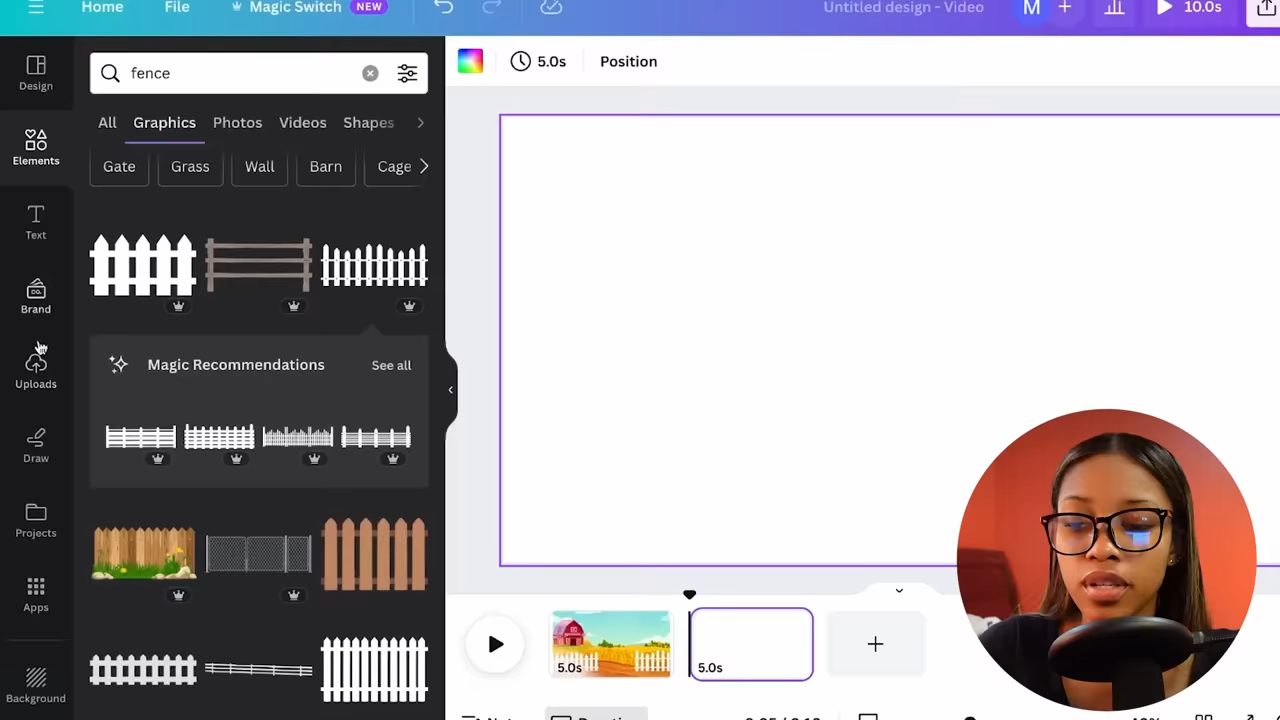 Home File Magic Switch NEW Untitled design - Video M 10.0s
Design
Elements
Text
Brand
Uploads
Draw
Projects
Apps
Background
fence
All Graphics Photos Videos Shapes
Gate Grass Wall Barn Cage
Magic Recommendations See all
5.0s Position
5.0s 5.0s